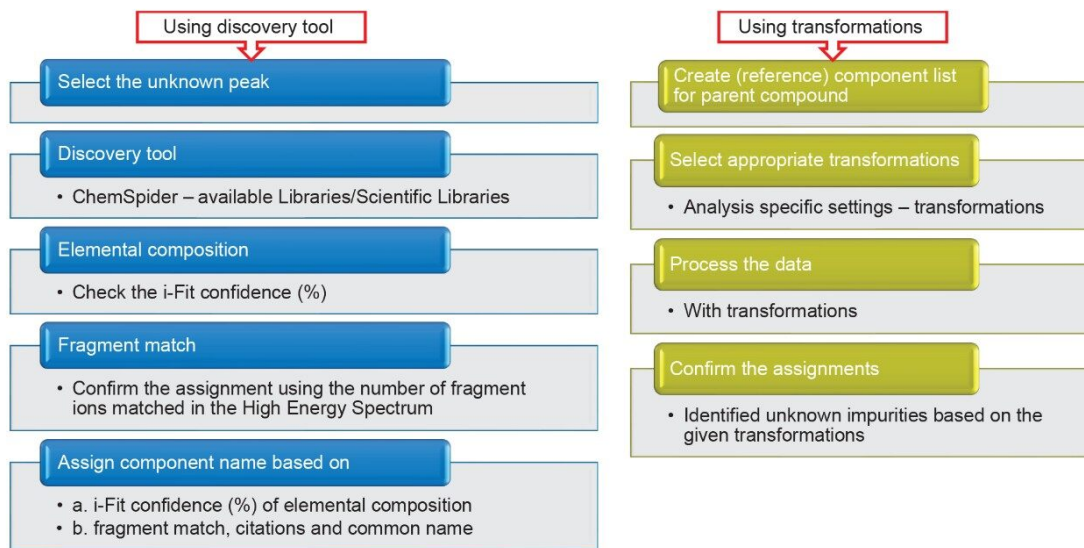 Using discovery tool
Select the unknown peak
Discovery tool
• ChemSpider – available Libraries/Scientific Libraries
Elemental composition
• Check the i-Fit confidence (%)
Fragment match
• Confirm the assignment using the number of fragment
ions matched in the High Energy Spectrum
Assign component name based on
• a. i-Fit confidence (%) of elemental composition
• b. fragment match, citations and common name
Using transformations
Create (reference) component list
for parent compound
Select appropriate transformations
• Analysis specific settings – transformations
Process the data
• With transformations
Confirm the assignments
• Identified unknown impurities based on the
given transformations